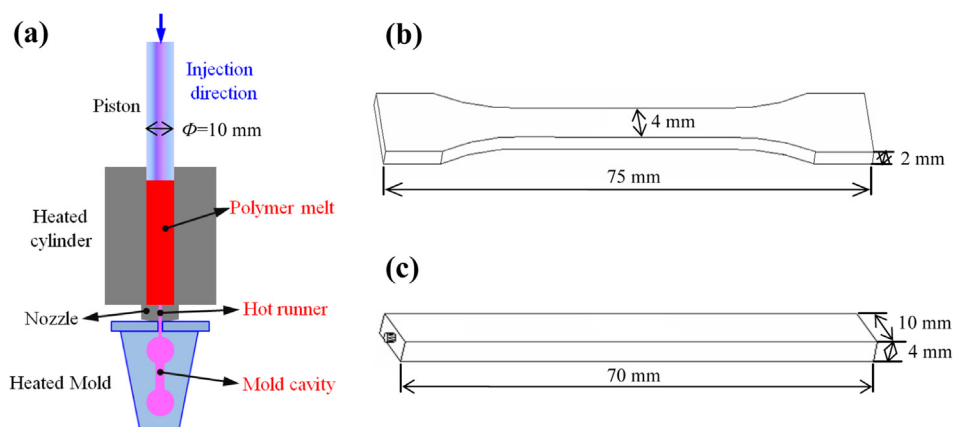 (a)
Injection
direction
Piston
Φ=10 mm
Polymer melt
Heated
cylinder
Nozzle
Hot runner
Heated Mold
Mold cavity
(b)
4 mm
2 mm
75 mm
(c)
10 mm
4 mm
70 mm